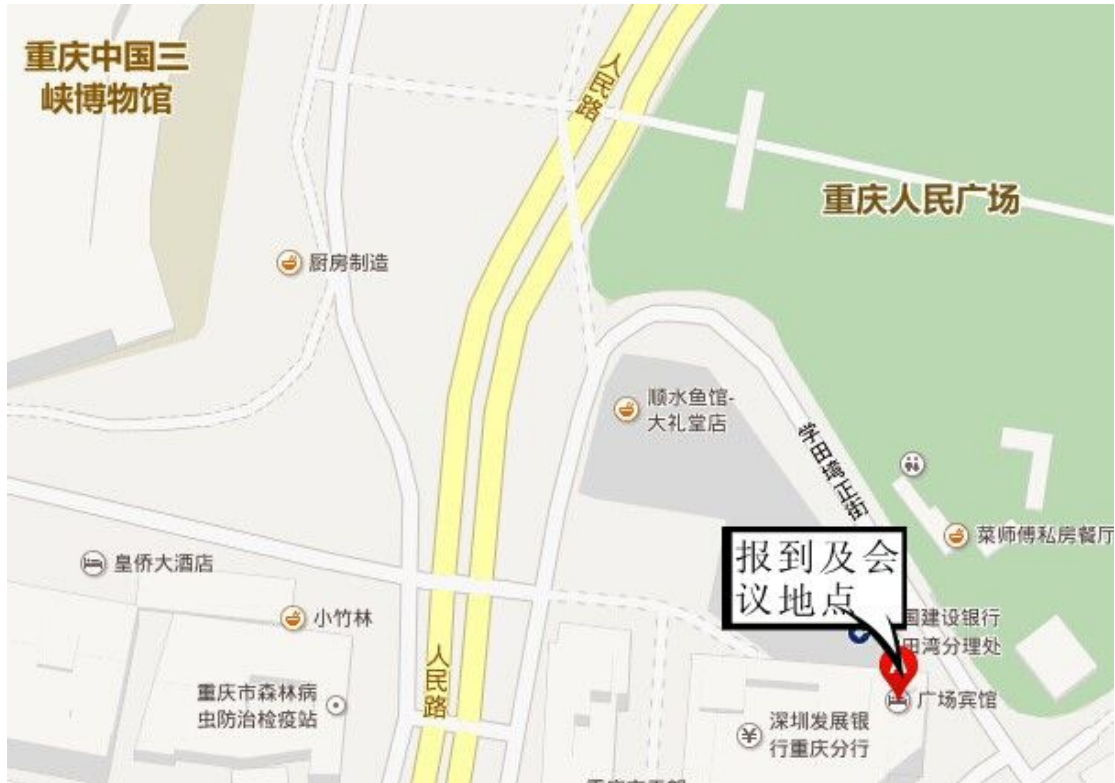 重庆中国三
峡博物馆
人民路
重庆人民广场
厨房制造
顺水鱼馆-
大礼堂店
学田湾正街
菜师傅私房餐厅
皇侨大酒店
报到及会
议地点
小竹林
国建设银行
田湾分理处
人民路
重庆市森林病
虫防治检疫站
广场宾馆
深圳发展银
行重庆分行